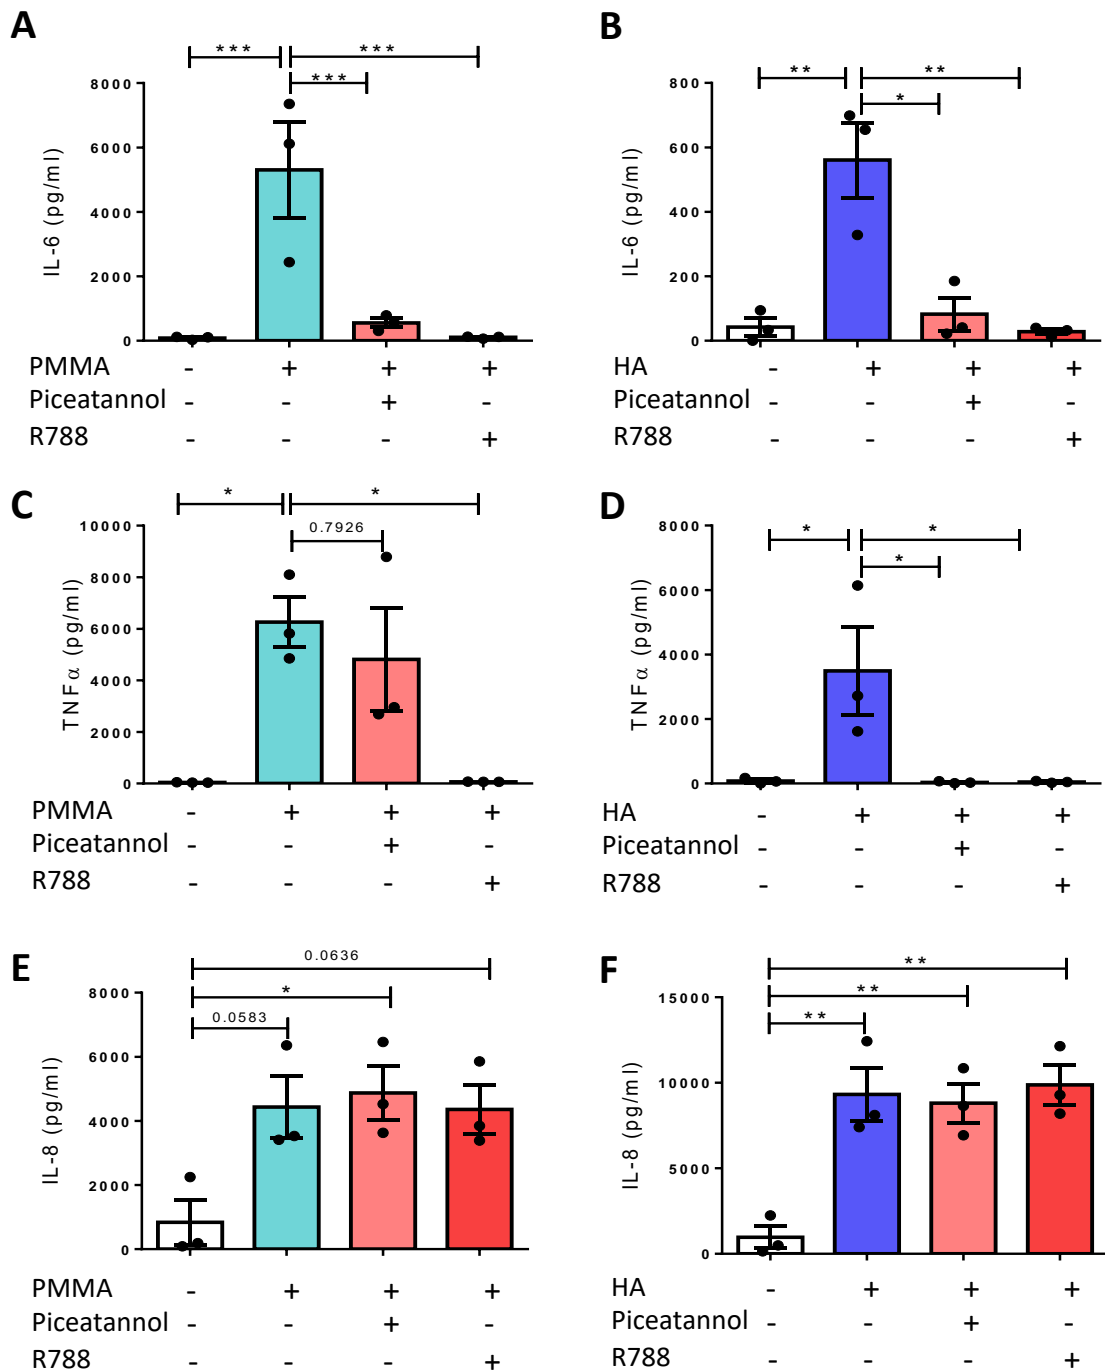 A
*** ***
***
8000
6000
4000
2000
0
IL-6 (pg/ml)
PMMA - + + +
Piceatannol - - + -
R788 - - - +
B
** **
*
800
600
400
200
0
IL-6 (pg/ml)
HA - + + +
Piceatannol - - + -
R788 - - - +
C
* *
0.7926
10000
8000
6000
4000
2000
0
TNFα (pg/ml)
PMMA - + + +
Piceatannol - - + -
R788 - - - +
D
* *
*
8000
6000
4000
2000
0
TNFα (pg/ml)
HA - + + +
Piceatannol - - + -
R788 - - - +
E
0.0636
*
0.0583
8000
6000
4000
2000
0
IL-8 (pg/ml)
PMMA - + + +
Piceatannol - - + -
R788 - - - +
F
**
**
**
15000
10000
5000
0
IL-8 (pg/ml)
HA - + + +
Piceatannol - - + -
R788 - - - +